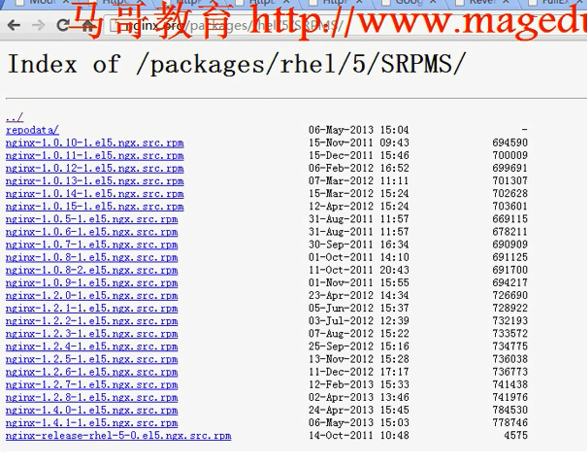 马哥教育 http://www.magedu
nginx.org/packages/rhel/5/SRPMS/
Index of /packages/rhel/5/SRPMS/
../
repodata/ 06-May-2013 15:04 -
nginx-1.0.10-1.el5.ngx.src.rpm 15-Nov-2011 09:43 694590
nginx-1.0.11-1.el5.ngx.src.rpm 15-Dec-2011 15:46 700009
nginx-1.0.12-1.el5.ngx.src.rpm 06-Feb-2012 16:52 699691
nginx-1.0.13-1.el5.ngx.src.rpm 07-Mar-2012 11:11 701307
nginx-1.0.14-1.el5.ngx.src.rpm 15-Mar-2012 15:24 702628
nginx-1.0.15-1.el5.ngx.src.rpm 12-Apr-2012 15:24 703601
nginx-1.0.5-1.el5.ngx.src.rpm 31-Aug-2011 11:57 669115
nginx-1.0.6-1.el5.ngx.src.rpm 31-Aug-2011 11:57 678211
nginx-1.0.7-1.el5.ngx.src.rpm 30-Sep-2011 16:34 690909
nginx-1.0.8-1.el5.ngx.src.rpm 01-Oct-2011 14:10 691125
nginx-1.0.8-2.el5.ngx.src.rpm 11-Oct-2011 20:43 691700
nginx-1.0.9-1.el5.ngx.src.rpm 01-Nov-2011 15:55 694217
nginx-1.2.0-1.el5.ngx.src.rpm 23-Apr-2012 14:34 726690
nginx-1.2.1-1.el5.ngx.src.rpm 05-Jun-2012 15:37 728922
nginx-1.2.2-1.el5.ngx.src.rpm 03-Jul-2012 12:39 732193
nginx-1.2.3-1.el5.ngx.src.rpm 07-Aug-2012 15:22 733572
nginx-1.2.4-1.el5.ngx.src.rpm 25-Sep-2012 15:16 734775
nginx-1.2.5-1.el5.ngx.src.rpm 13-Nov-2012 15:28 736038
nginx-1.2.6-1.el5.ngx.src.rpm 11-Dec-2012 17:17 736773
nginx-1.2.7-1.el5.ngx.src.rpm 12-Feb-2013 15:33 741438
nginx-1.2.8-1.el5.ngx.src.rpm 02-Apr-2013 13:46 741976
nginx-1.4.0-1.el5.ngx.src.rpm 24-Apr-2013 15:45 784530
nginx-1.4.1-1.el5.ngx.src.rpm 06-May-2013 15:03 778746
nginx-release-rhel-5-0.el5.ngx.src.rpm 14-Oct-2011 10:48 4575